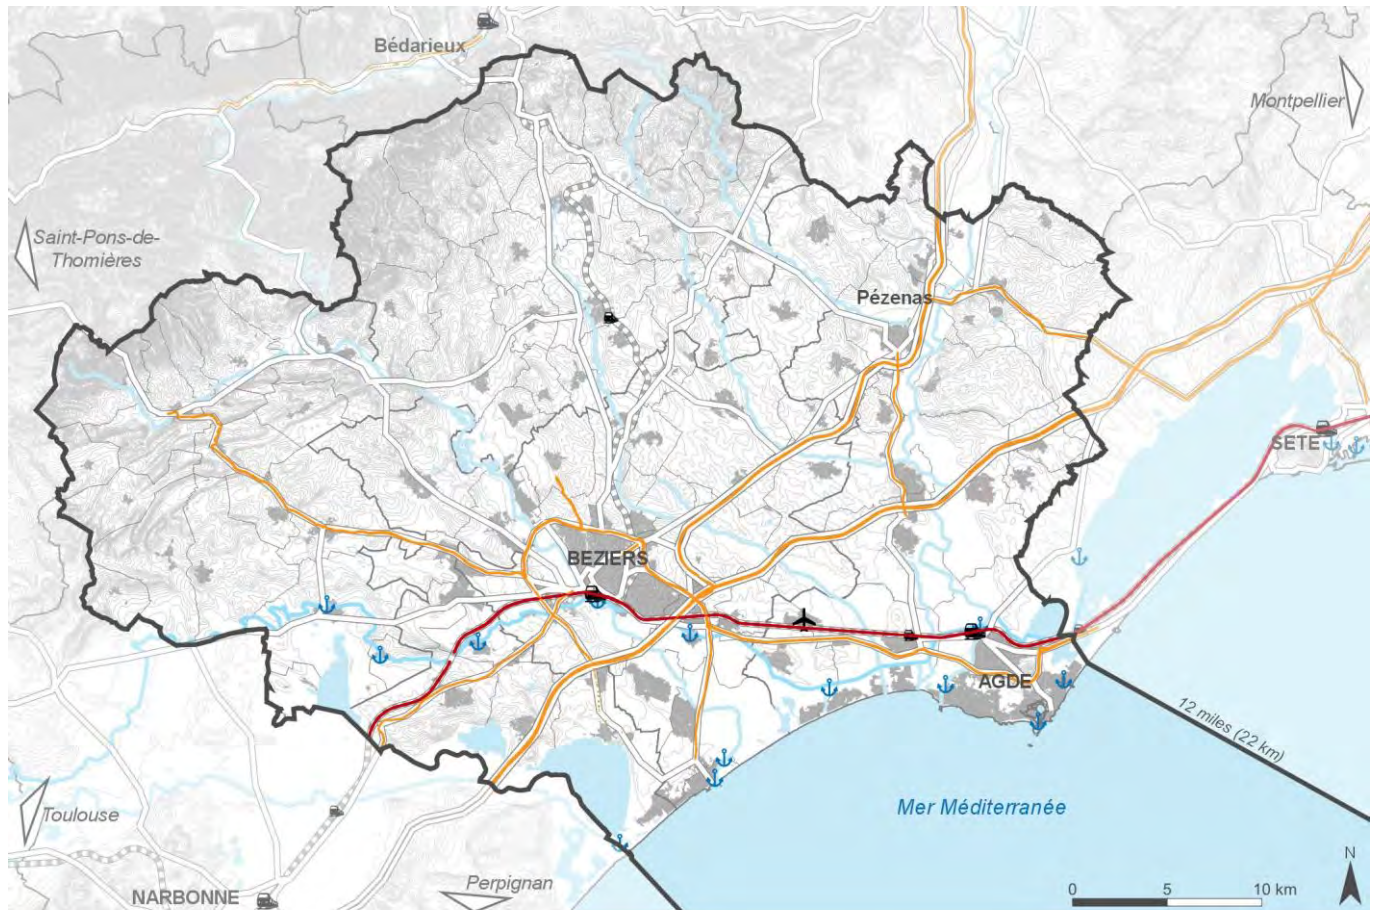 Bédarieux
Montpellier
Saint-Pons-de-
Thomières
Pézenas
SETE
BEZIERS
AGDE
12 miles (22 km)
Toulouse
Mer Méditerranée
Perpignan
NARBONNE
N
0 5 10 km